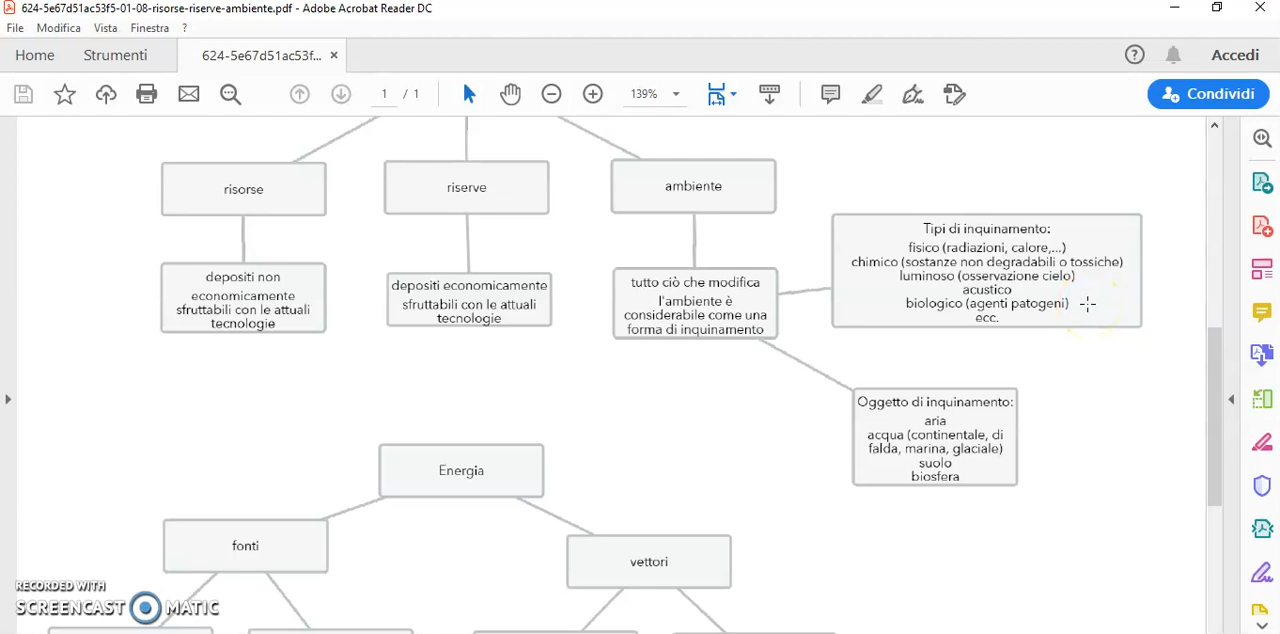 624-5e67d51ac53f5-01-08-risorse-riserve-ambiente.pdf - Adobe Acrobat Reader DC
File Modifica Vista Finestra ?
Home Strumenti 624-5e67d51ac53f... × Accedi
1 / 1 139% Condividi
risorse
riserve
ambiente
depositi non
economicamente
sfruttabili con le attuali
tecnologie
depositi economicamente
sfruttabili con le attuali
tecnologie
tutto ciò che modifica
l'ambiente è
considerabile come una
forma di inquinamento
Tipi di inquinamento:
fisico (radiazioni, calore,...)
chimico (sostanze non degradabili o tossiche)
luminoso (osservazione cielo)
acustico
biologico (agenti patogeni)
ecc.
Oggetto di inquinamento:
aria
acqua (continentale, di
falda, marina, glaciale)
suolo
biosfera
Energia
fonti
vettori
RECORDED WITH
SCREENCAST MATIC